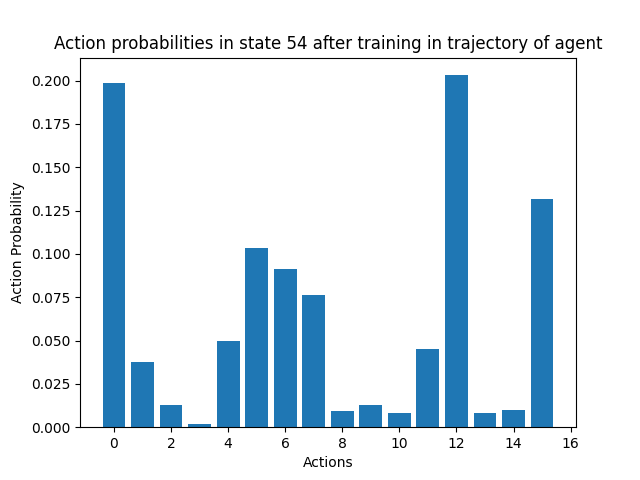 Action probabilities in state 54 after training in trajectory of agent
0.200
0.175
0.150
0.125
0.100
0.075
0.050
0.025
0.000
Action Probability
0 2 4 6 8 10 12 14 16
Actions